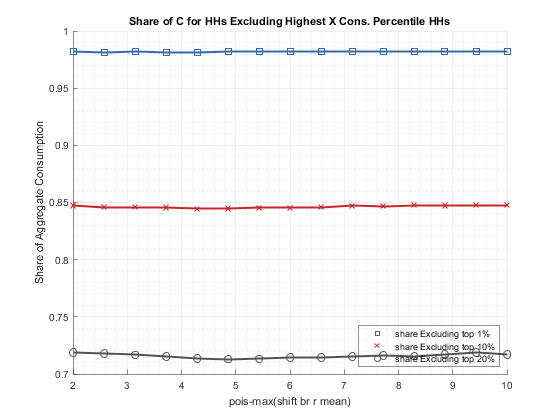 Share of C for HHs Excluding Highest X Cons. Percentile HHs
1
0.95
0.9
0.85
0.8
0.75
0.7
Share of Aggregate Consumption
share Excluding top 1%
share Excluding top 10%
share Excluding top 20%
2 3 4 5 6 7 8 9 10
pois-max(shift br r mean)